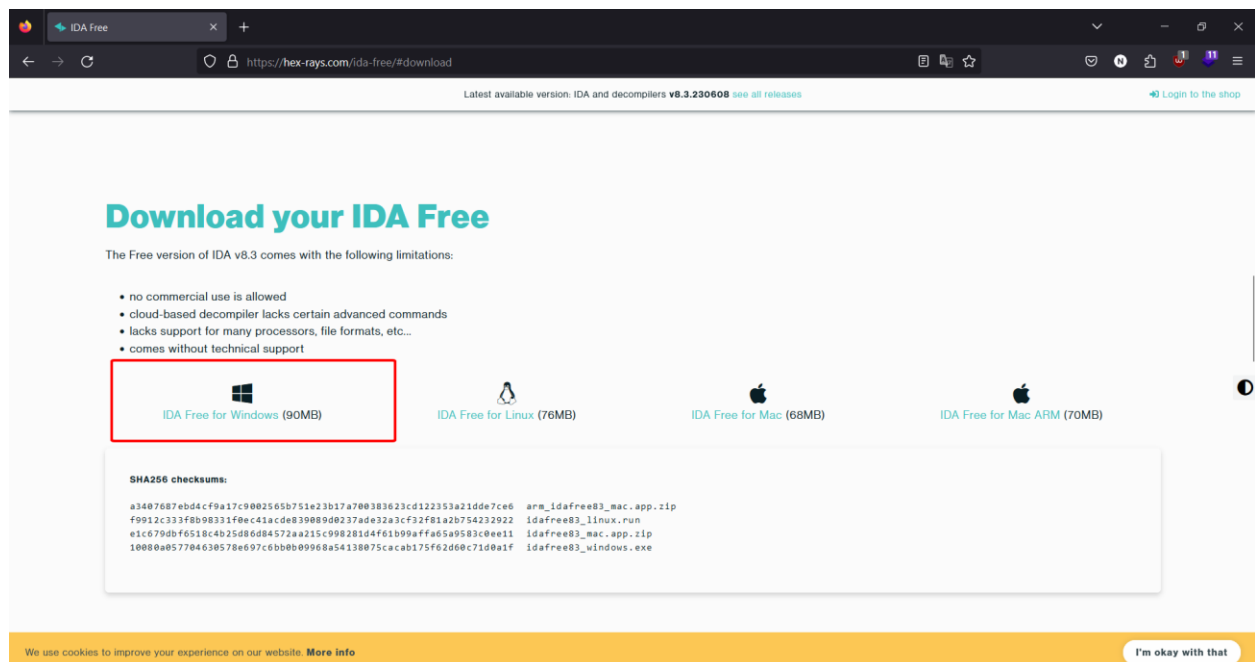 IDA Free
https://hex-rays.com/ida-free/#download
N
1
11
Latest available version: IDA and decompilers v8.3.230608 see all releases
Login to the shop
Download your IDA Free
The Free version of IDA v8.3 comes with the following limitations:
• no commercial use is allowed
• cloud-based decompiler lacks certain advanced commands
• lacks support for many processors, file formats, etc...
• comes without technical support
IDA Free for Windows (90MB)
IDA Free for Linux (76MB)
IDA Free for Mac (68MB)
IDA Free for Mac ARM (70MB)
SHA256 checksums:
a3407687ebd4cf9a17c9002565b751e23b17a700383623cd122353a21dde7ce6 arm_idafree83_mac.app.zip
f9912c333f8b98331f0ec41acde839089d0237ade32a3cf32f81a2b754232922 idafree83_linux.run
e1c679dbf6518c4b25d86d84572aa215c998281d4f61b99affa65a9583c0ee11 idafree83_mac.app.zip
10080a057704630578e697c6bb0b09968a54138075cacab175f62d60c71d0a1f idafree83_windows.exe
We use cookies to improve your experience on our website. More info
I'm okay with that